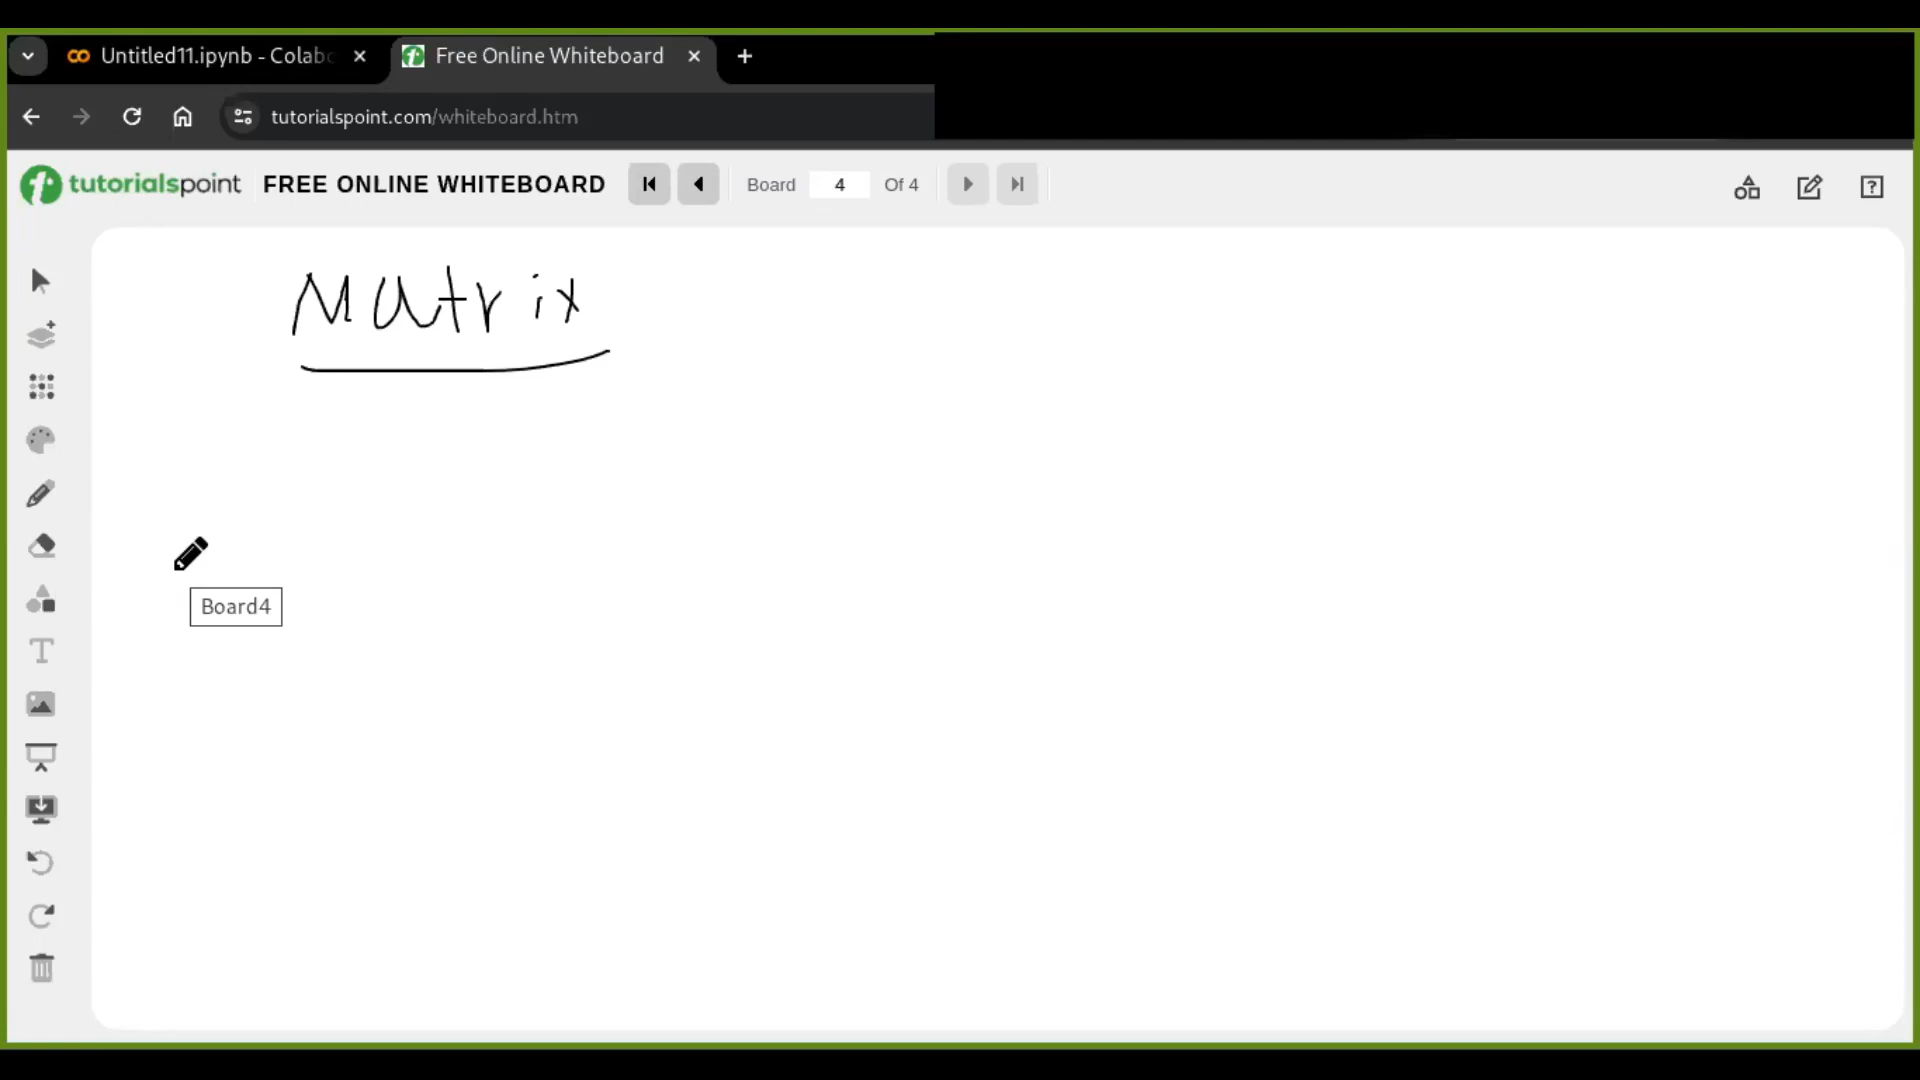 Untitled11.ipynb - Colab
Free Online Whiteboard
tutorialspoint.com/whiteboard.htm
tutorialspoint FREE ONLINE WHITEBOARD Board 4 Of 4
Matrix
Board4